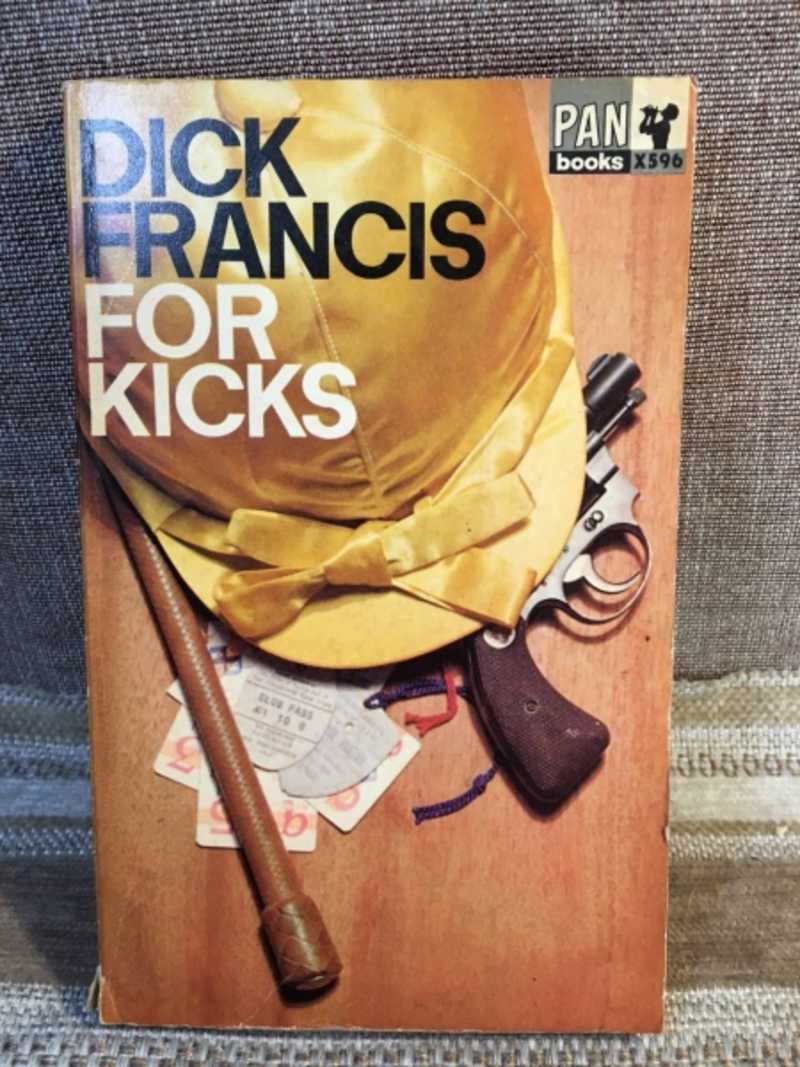 DICK
FRANCIS
FOR
KICKS
PAN
books X596
CLUB PASS